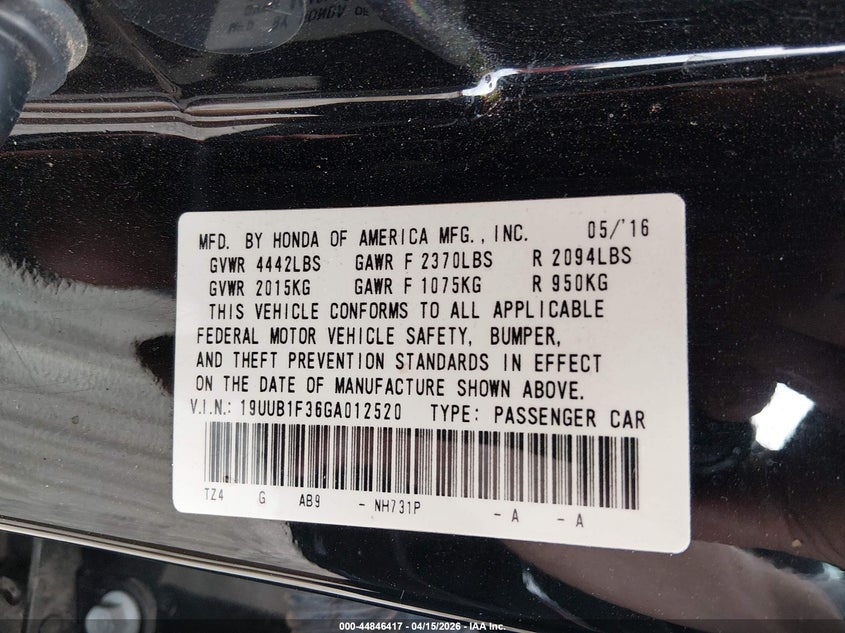 MFD. BY HONDA OF AMERICA MFG., INC. 05/'16
GVWR 4442LBS GAWR F 2370LBS R 2094LBS
GVWR 2015KG GAWR F 1075KG R 950KG
THIS VEHICLE CONFORMS TO ALL APPLICABLE
FEDERAL MOTOR VEHICLE SAFETY, BUMPER,
AND THEFT PREVENTION STANDARDS IN EFFECT
ON THE DATE OF MANUFACTURE SHOWN ABOVE.
V.I.N.: 19UUB1F36GA012520 TYPE: PASSENGER CAR
TZ4 G AB9 - NH731P - A - A
000-44846417 - 04/15/2026 - IAA Inc.